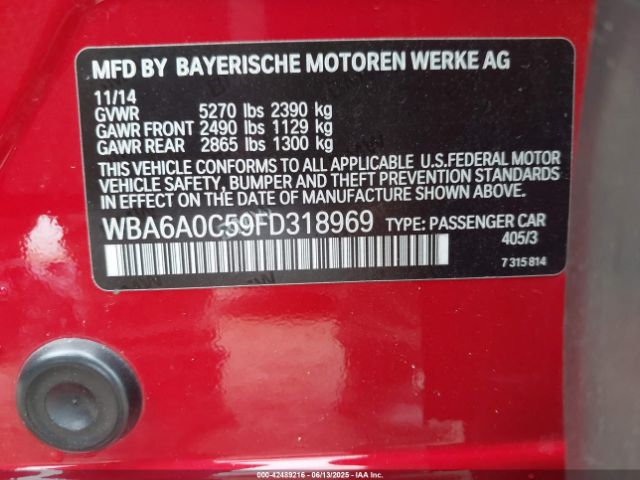 MFD BY BAYERISCHE MOTOREN WERKE AG
11/14
GVWR 5270 lbs 2390 kg
GAWR FRONT 2490 lbs 1129 kg
GAWR REAR 2865 lbs 1300 kg
THIS VEHICLE CONFORMS TO ALL APPLICABLE U.S.FEDERAL MOTOR
VEHICLE SAFETY, BUMPER AND THEFT PREVENTION STANDARDS
IN EFFECT ON THE DATE OF MANUFACTURE SHOWN ABOVE.
WBA6A0C59FD318969 TYPE: PASSENGER CAR
405/3
7 315 814
000-42489216 - 06/13/2025 - IAA Inc.